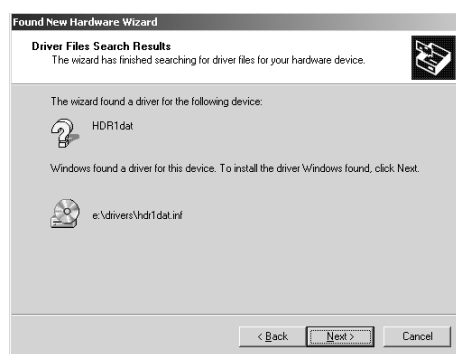 Found New Hardware Wizard
Driver Files Search Results
The wizard has finished searching for driver files for your hardware device.
The wizard found a driver for the following device:
HDR1dat
Windows found a driver for this device. To install the driver Windows found, click Next.
e:\drivers\hdr1dat.inf
< Back Next > Cancel